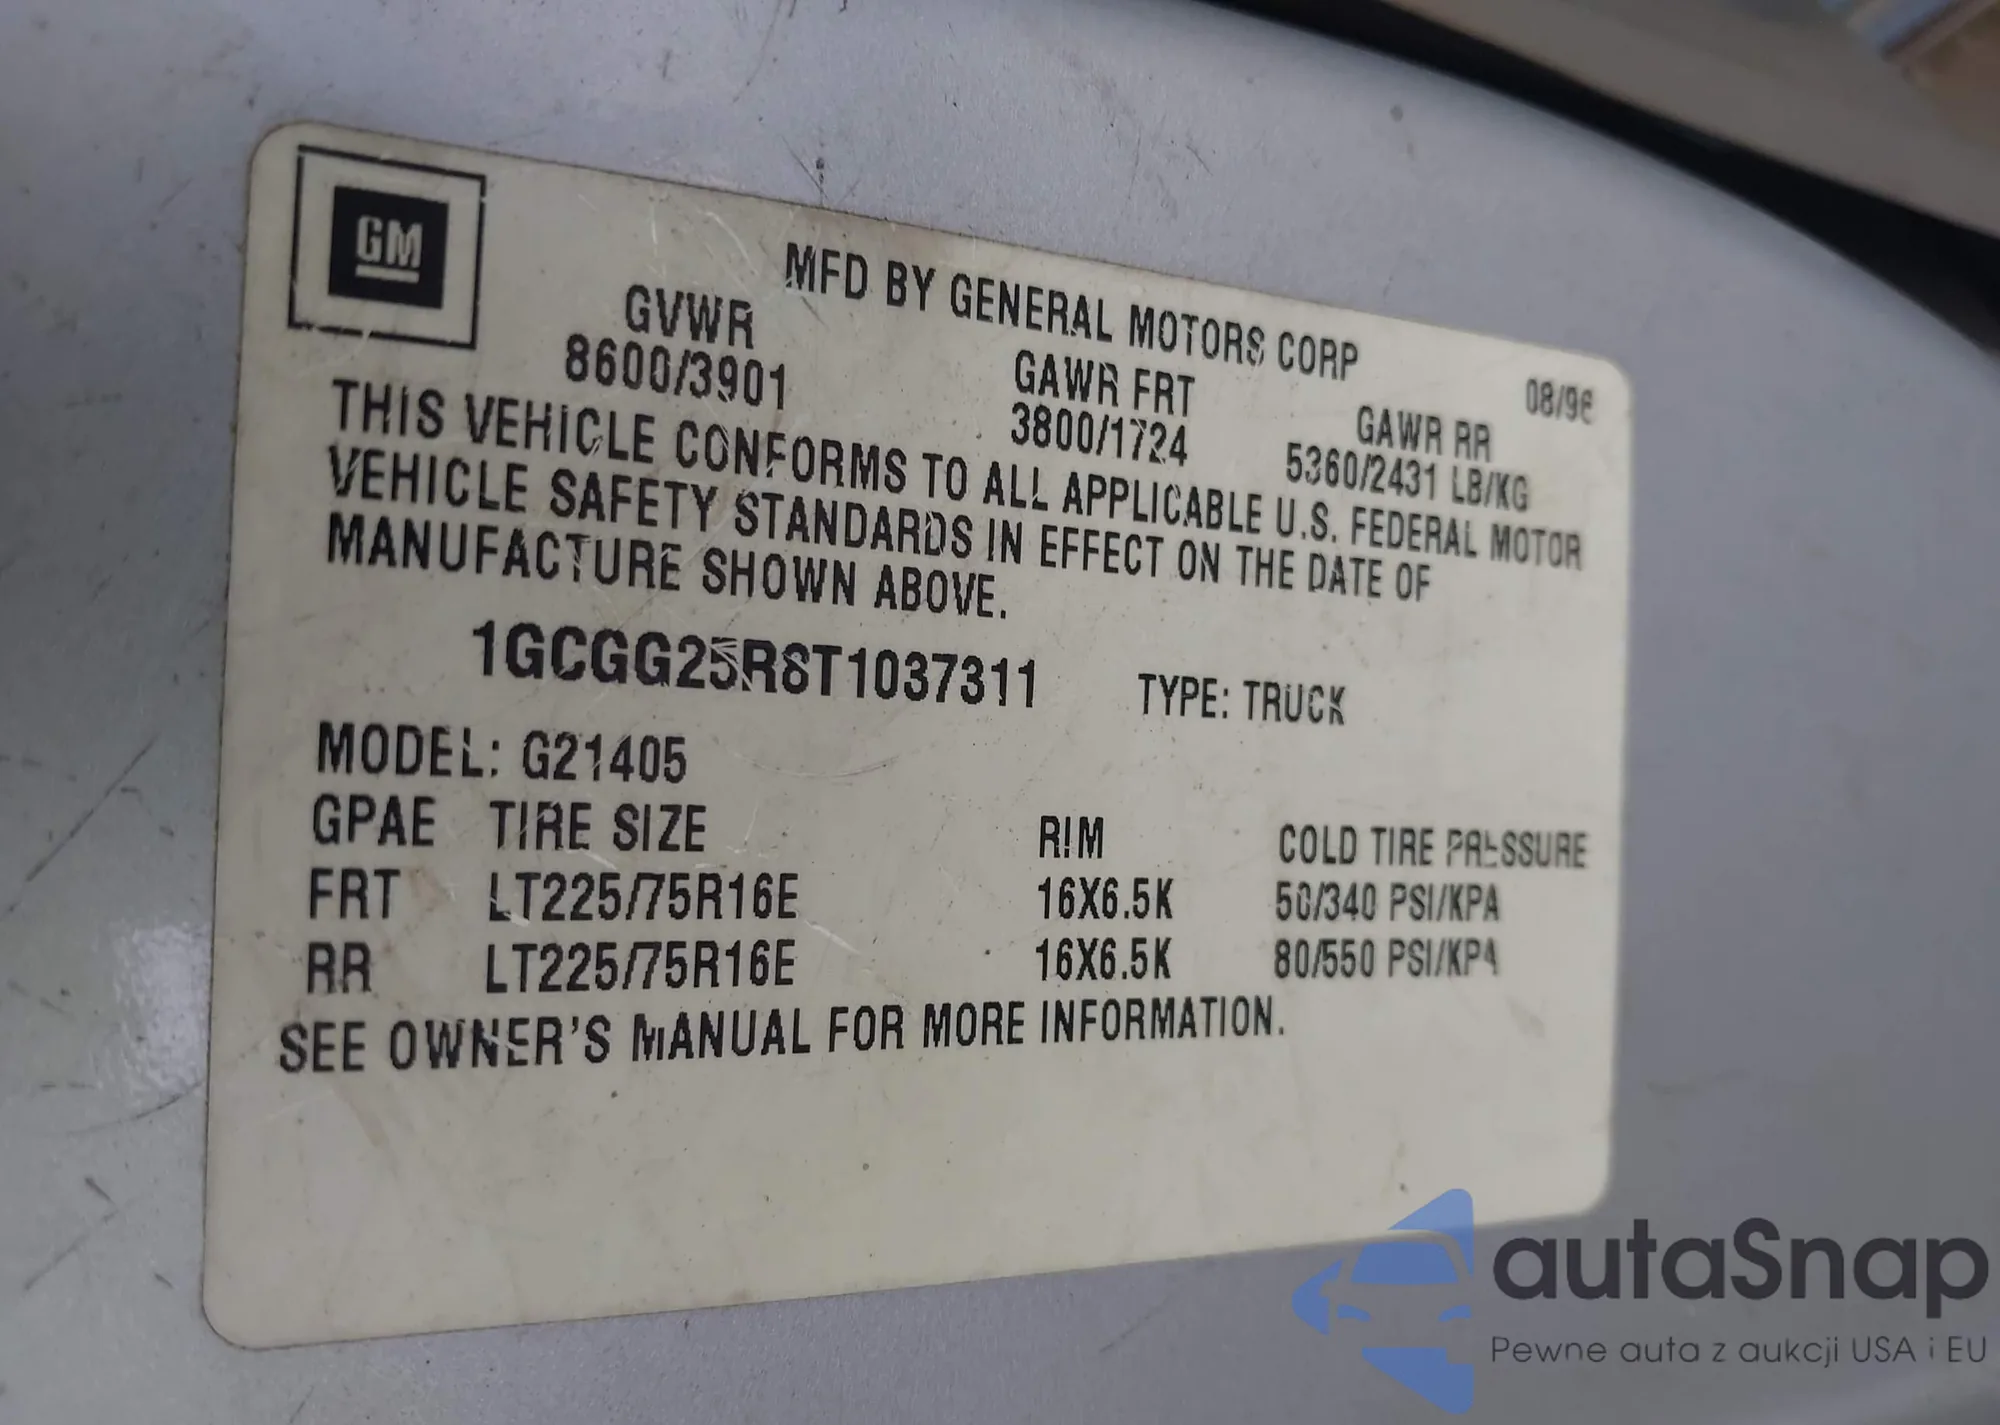 GM
MFD BY GENERAL MOTORS CORP 08/96
GVWR GAWR FRT GAWR RR
8600/3901 3800/1724 5360/2431 LB/KG
THIS VEHICLE CONFORMS TO ALL APPLICABLE U.S. FEDERAL MOTOR
VEHICLE SAFETY STANDARDS IN EFFECT ON THE DATE OF
MANUFACTURE SHOWN ABOVE.
1GCGG25R8T1037311 TYPE: TRUCK
MODEL: G21405
GPAE TIRE SIZE RIM COLD TIRE PRESSURE
FRT LT225/75R16E 16X6.5K 50/340 PSI/KPA
RR LT225/75R16E 16X6.5K 80/550 PSI/KPA
SEE OWNER'S MANUAL FOR MORE INFORMATION.
autaSnap
Pewne auta z aukcji USA i EU